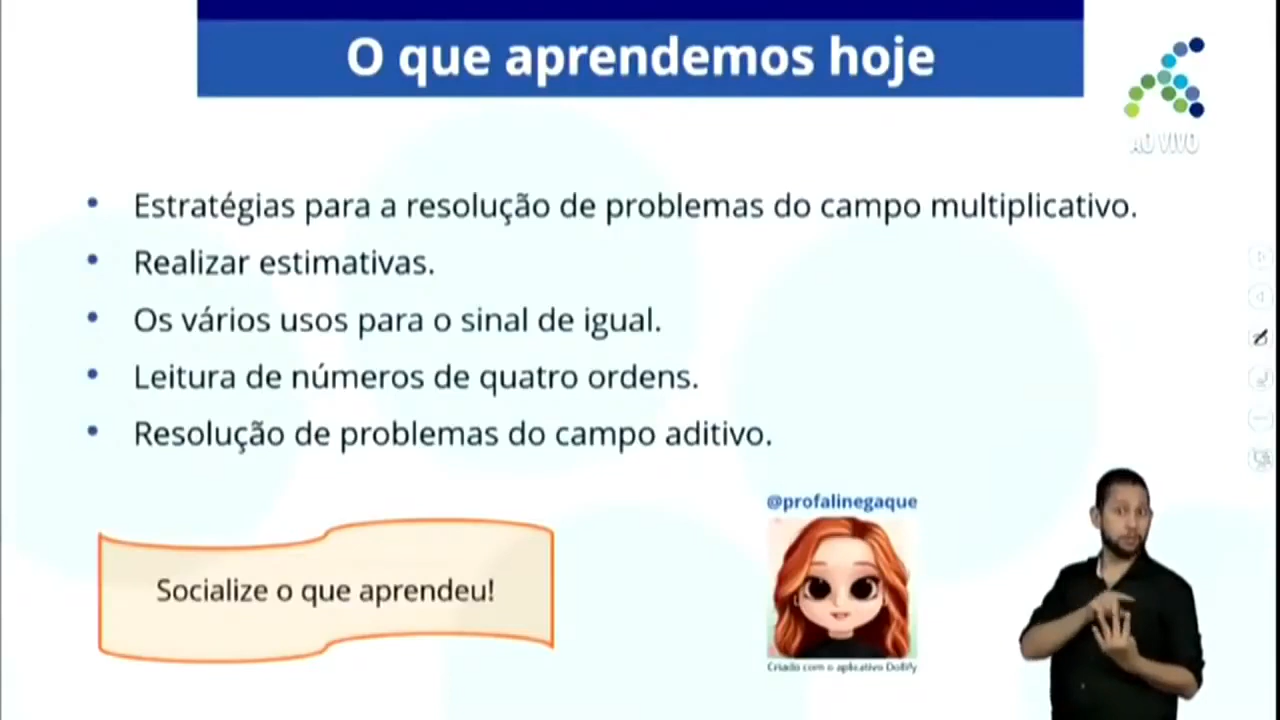 O que aprendemos hoje
AO VIVO
• Estratégias para a resolução de problemas do campo multiplicativo.
• Realizar estimativas.
• Os vários usos para o sinal de igual.
• Leitura de números de quatro ordens.
• Resolução de problemas do campo aditivo.
@profalinegaque
Socialize o que aprendeu!
Criado com o aplicativo Dollify